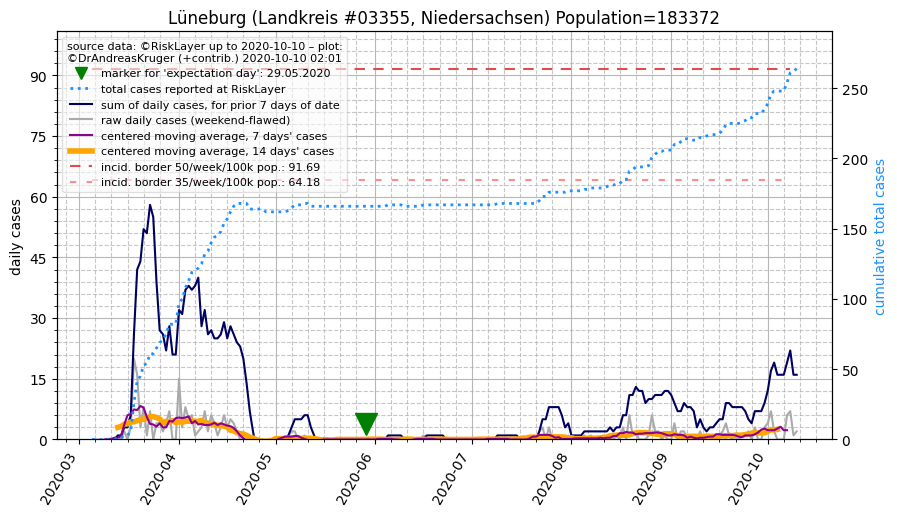 Lüneburg (Landkreis #03355, Niedersachsen) Population=183372
source data: ©RiskLayer up to 2020-10-10 – plot:
©DrAndreasKruger (+contrib.) 2020-10-10 02:01
marker for 'expectation day': 29.05.2020
total cases reported at RiskLayer
sum of daily cases, for prior 7 days of date
raw daily cases (weekend-flawed)
centered moving average, 7 days' cases
centered moving average, 14 days' cases
incid. border 50/week/100k pop.: 91.69
incid. border 35/week/100k pop.: 64.18
daily cases
90
75
60
45
30
15
0
cumulative total cases
250
200
150
100
50
0
2020-03
2020-04
2020-05
2020-06
2020-07
2020-08
2020-09
2020-10